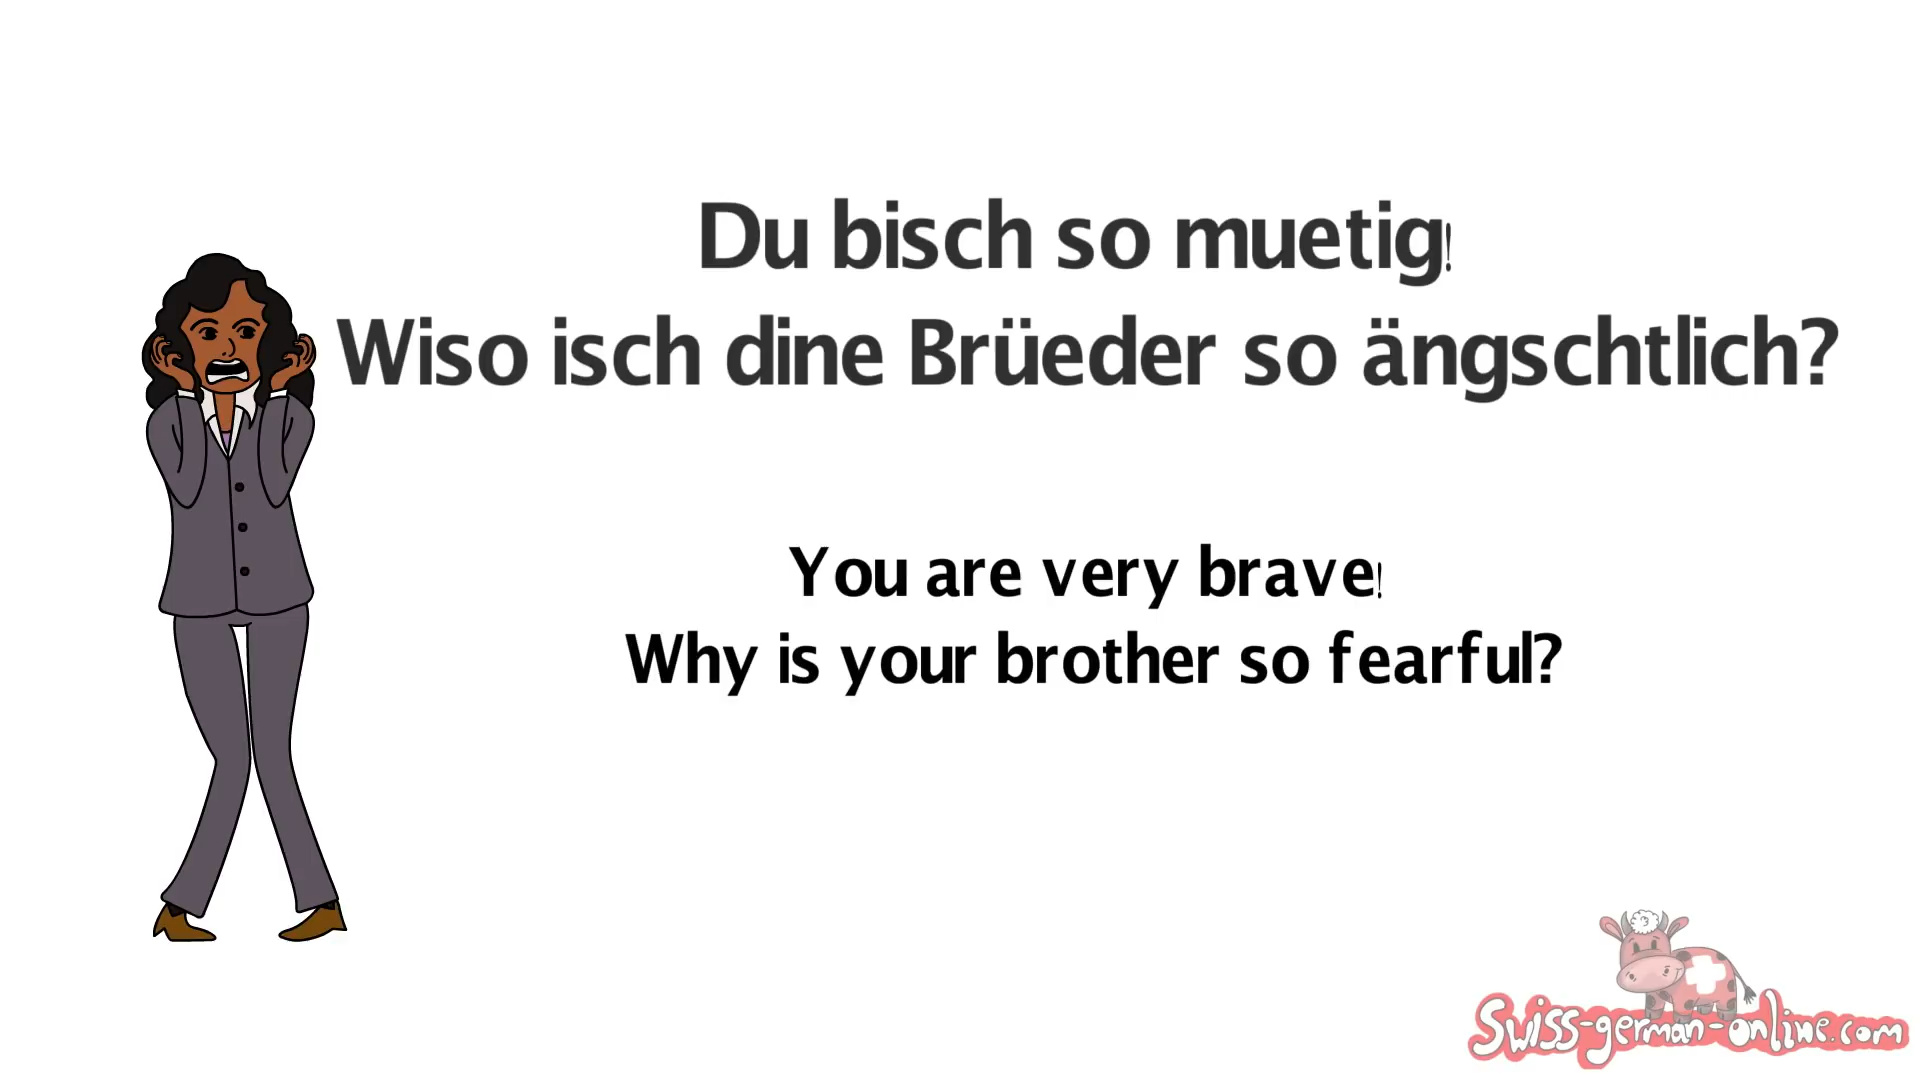 Du bisch so muetig!
Wiso isch dine Brüeder so ängschtlich?
You are very brave!
Why is your brother so fearful?
Swiss-german-online.com